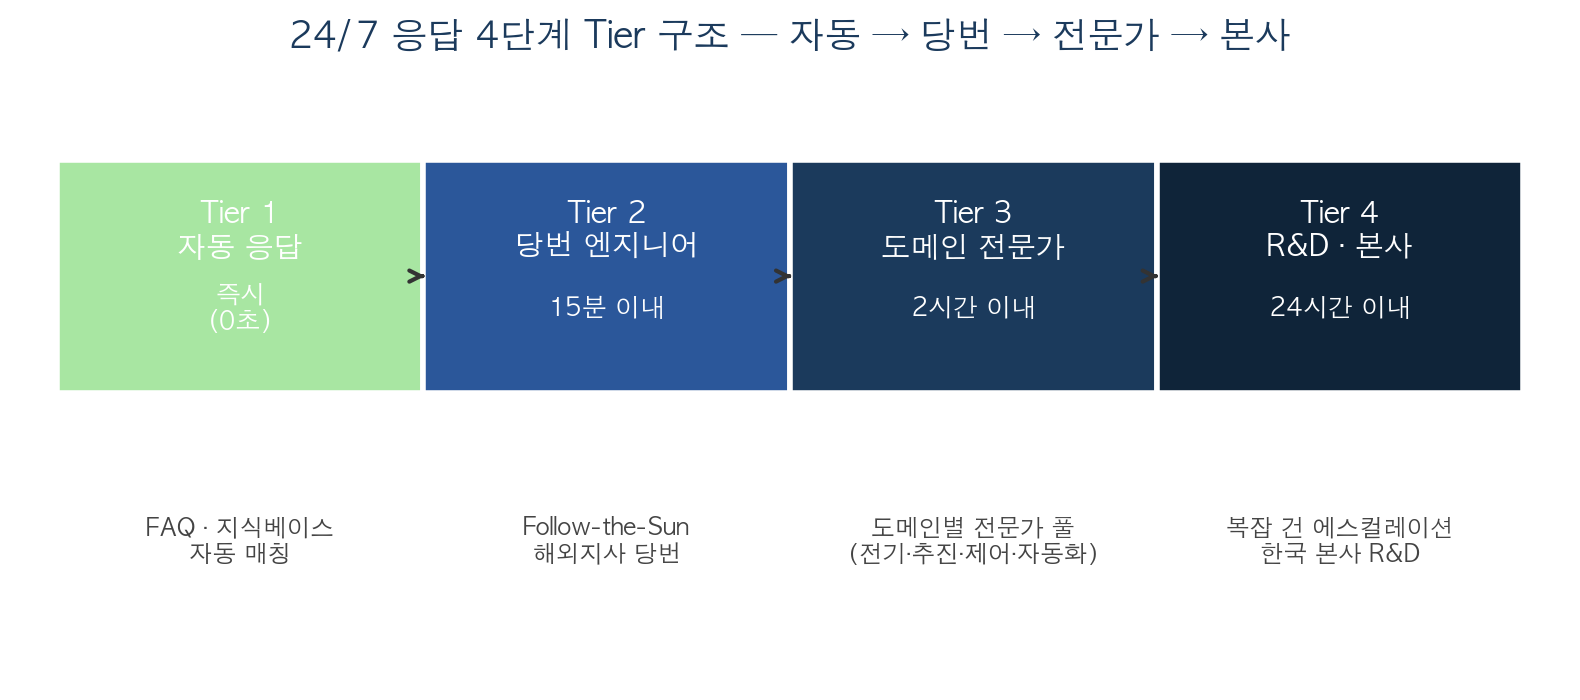 24/7 응답 4단계 Tier 구조 — 자동 → 당번 → 전문가 → 본사
Tier 1
자동 응답
즉시
(0초)
Tier 2
당번 엔지니어
15분 이내
Tier 3
도메인 전문가
2시간 이내
Tier 4
R&D · 본사
24시간 이내
FAQ · 지식베이스
자동 매칭
Follow-the-Sun
해외지사 당번
도메인별 전문가 풀
(전기·추진·제어·자동화)
복잡 건 에스컬레이션
한국 본사 R&D